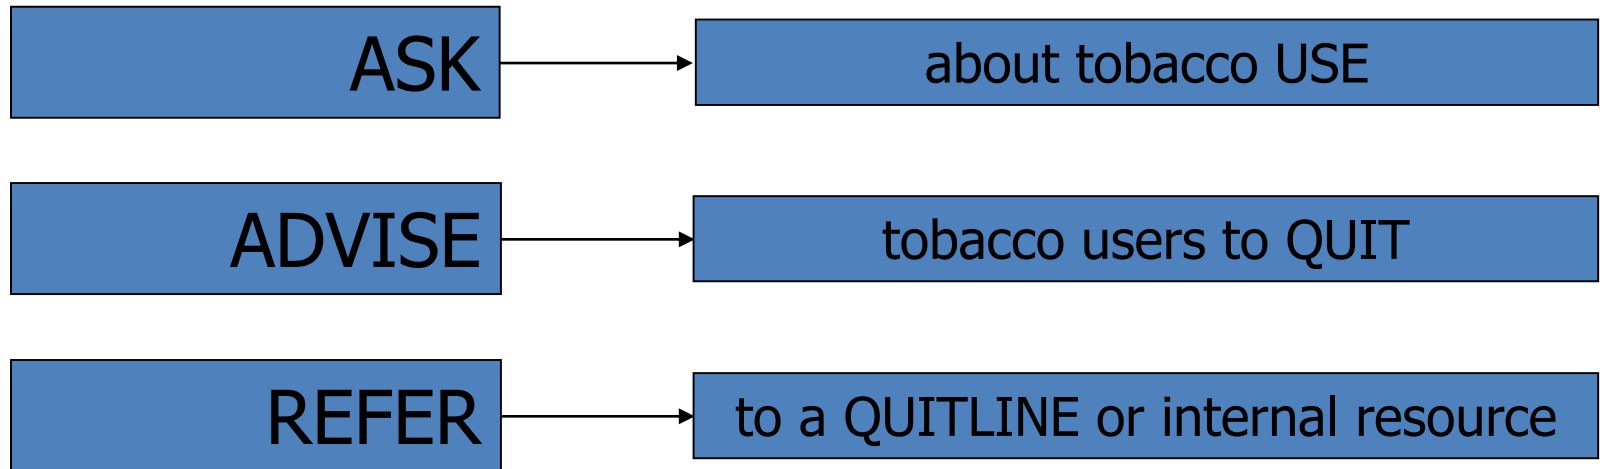 ASK
about tobacco USE
ADVISE
tobacco users to QUIT
REFER
to a QUITLINE or internal resource